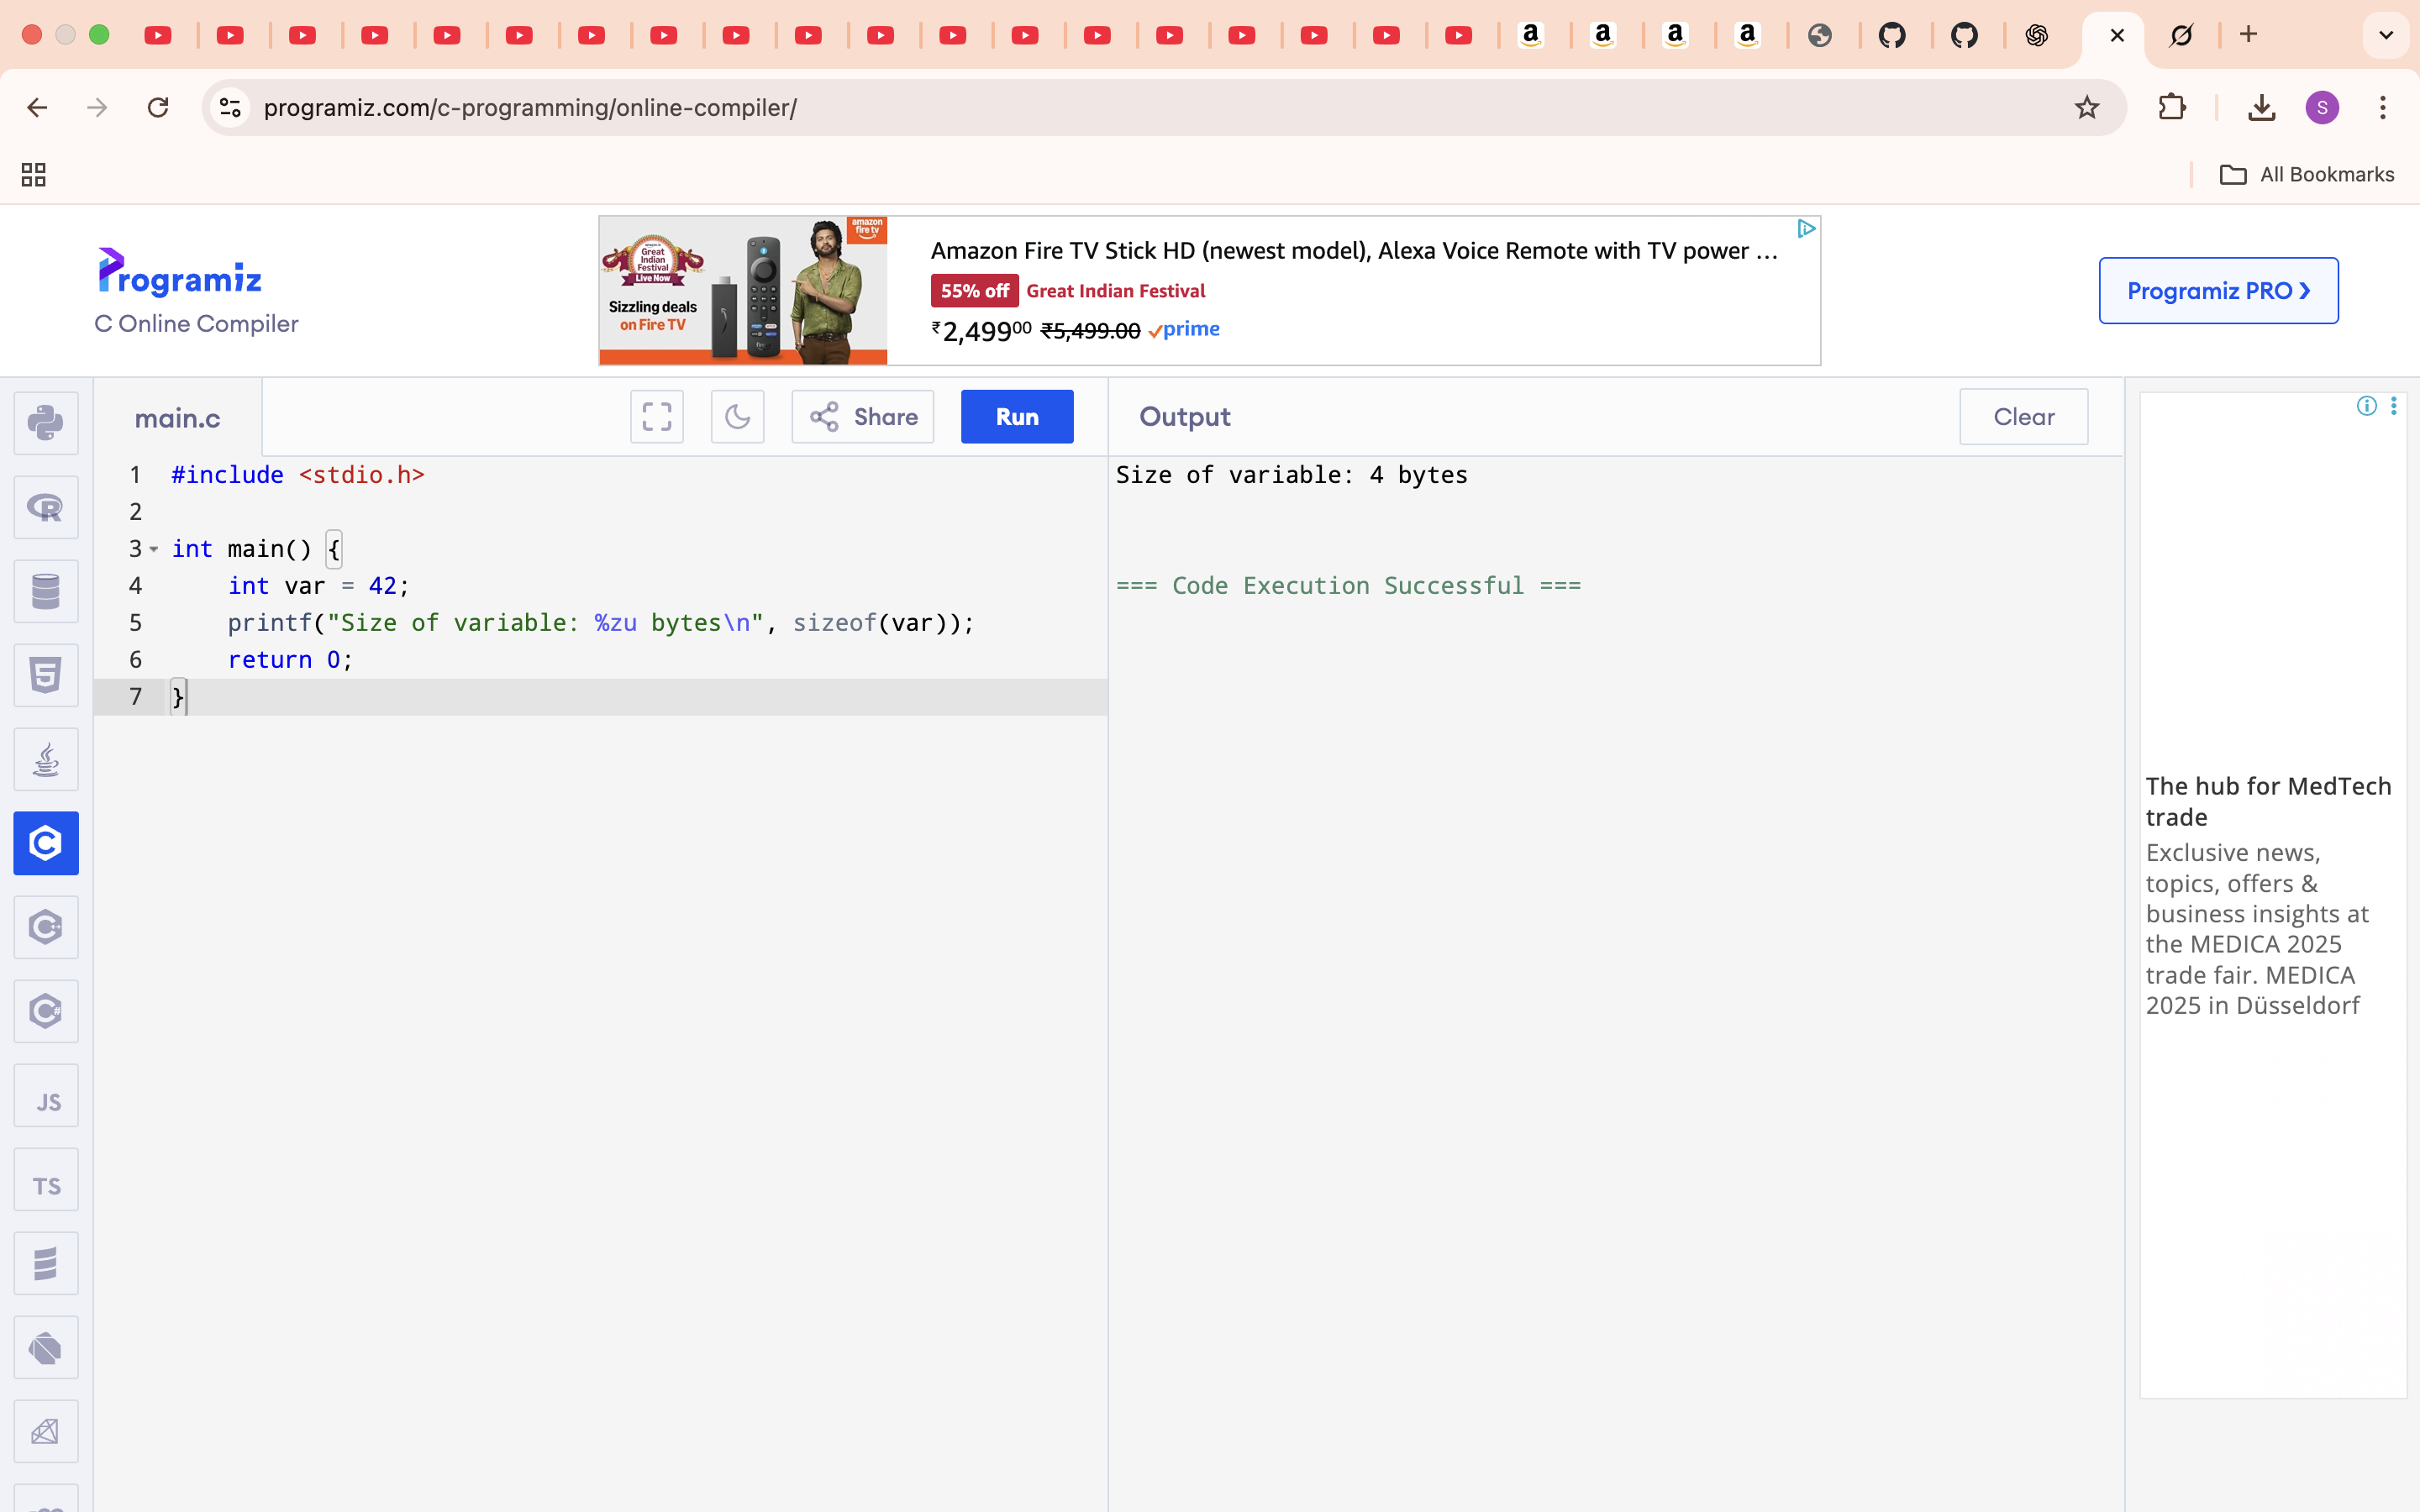 programiz.com/c-programming/online-compiler/
S
All Bookmarks
Programiz
C Online Compiler
amazon
Great
Indian
Festival
Live Now
Sizzling deals
on Fire TV
amazon
fire tv
Amazon Fire TV Stick HD (newest model), Alexa Voice Remote with TV power ...
55% off Great Indian Festival
₹2,499⁰⁰ ₹5,499.00 prime
Programiz PRO ❯
main.c
Share
Run
Output
Clear
1 #include <stdio.h>
2
3 int main() {
4     int var = 42;
5     printf("Size of variable: %zu bytes\n", sizeof(var));
6     return 0;
7 }
Size of variable: 4 bytes
=== Code Execution Successful ===
JS
TS
The hub for MedTech
trade
Exclusive news,
topics, offers &
business insights at
the MEDICA 2025
trade fair. MEDICA
2025 in Düsseldorf